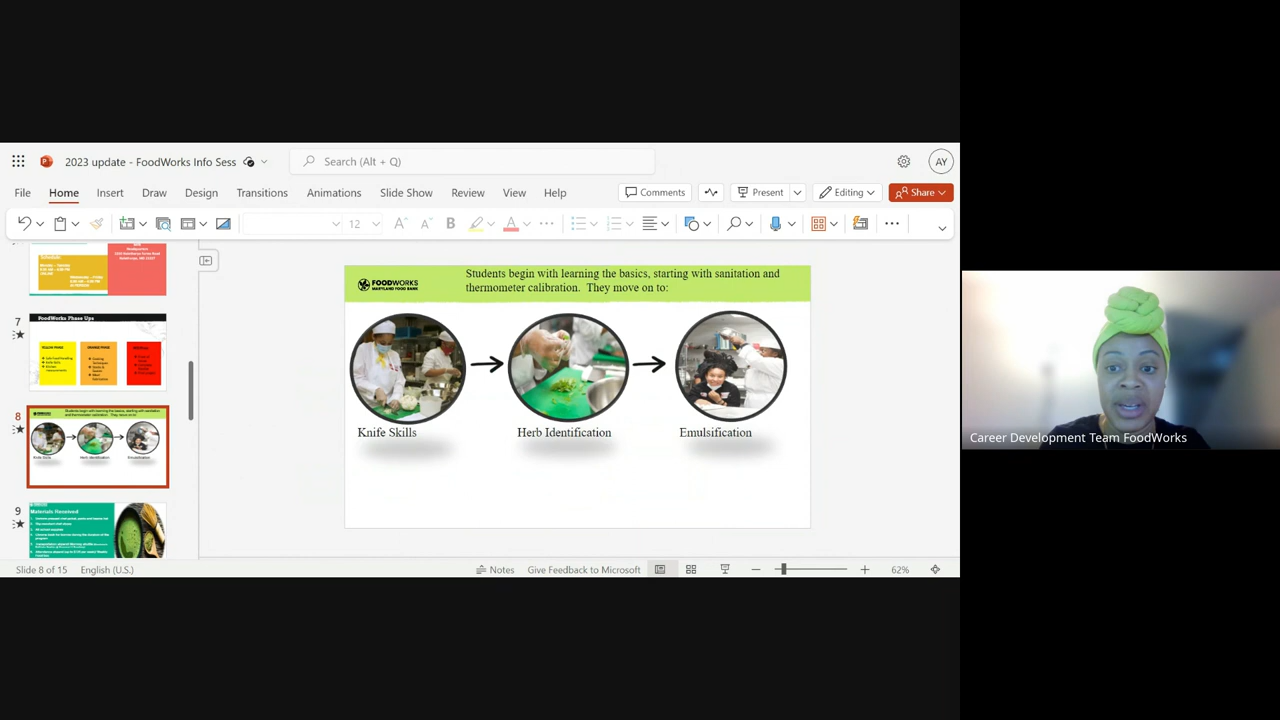 2023 update - FoodWorks Info Sess
Search (Alt + Q)
AY
File Home Insert Draw Design Transitions Animations Slide Show Review View Help
Comments Present Editing Share
12
7
FoodWorks Phase Ups
8
9
Materials Received
FOODWORKS
MARYLAND FOOD BANK
Students begin with learning the basics, starting with sanitation and
thermometer calibration. They move on to:
Knife Skills
Herb Identification
Emulsification
Career Development Team FoodWorks
Slide 8 of 15 English (U.S.) Notes Give Feedback to Microsoft 62%